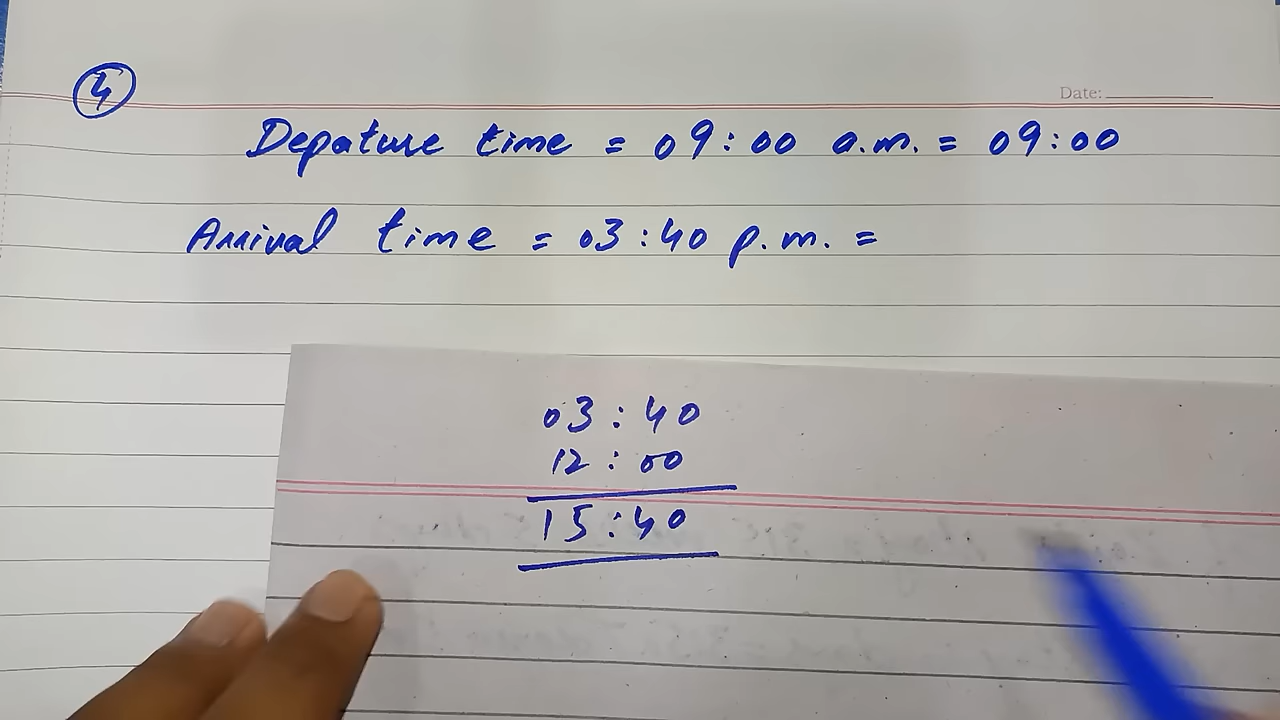 4
Date:
Depature time = 09:00 a.m. = 09:00
Arrival time = 03:40 p.m. =
03:40
12:00
15:40